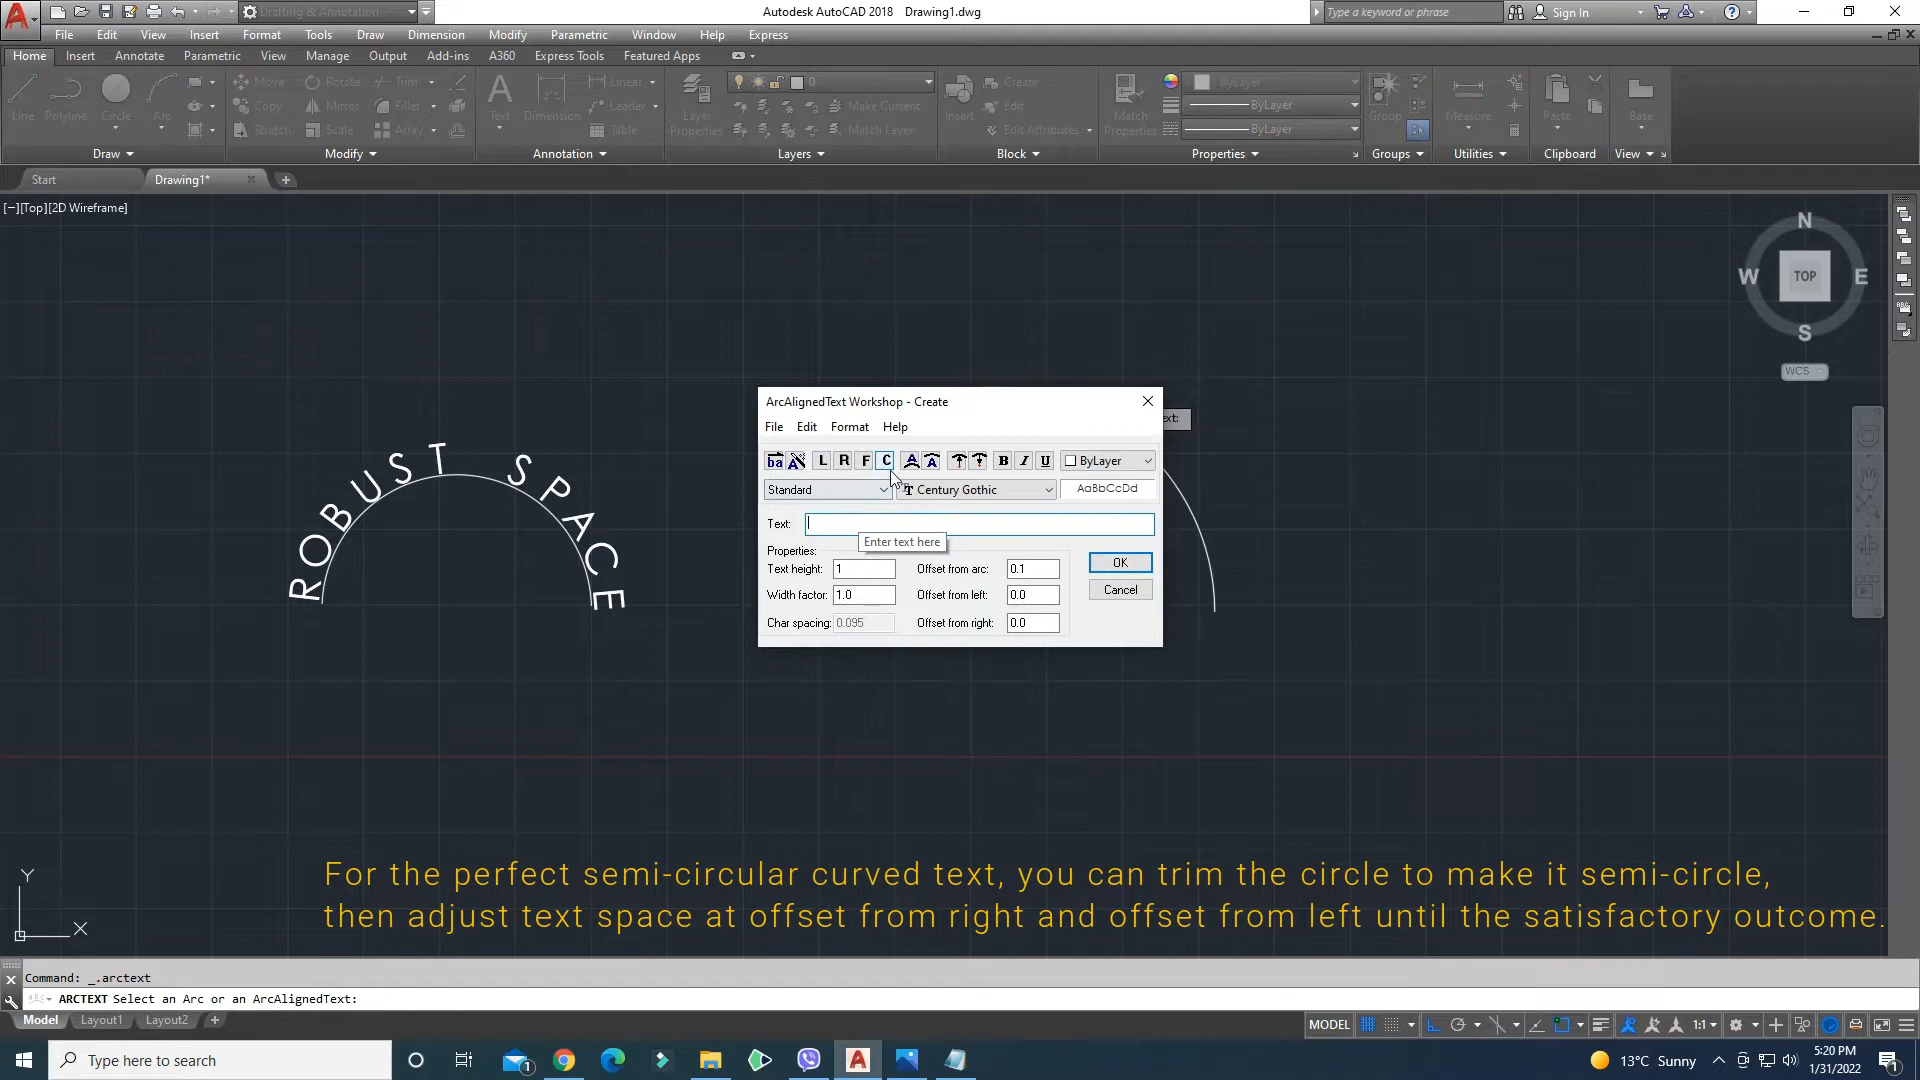 Drafting & Annotation
Autodesk AutoCAD 2018 Drawing1.dwg
Type a keyword or phrase
Sign In
File Edit View Insert Format Tools Draw Dimension Modify Parametric Window Help Express
Home Insert Annotate Parametric View Manage Output Add-ins A360 Express Tools Featured Apps
Line Polyline Circle Arc
Move Rotate Trim
Copy Mirror Fillet
Stretch Scale Array
Text Dimension
Linear
Leader
Table
Layer Properties
0
Make Current
Match Layer
Insert
Create
Edit
Edit Attributes
Match Properties
ByLayer
ByLayer
ByLayer
Group
Measure
Paste
Base
Draw Modify Annotation Layers Block Properties Groups Utilities Clipboard View
Start Drawing1*
[−][Top][2D Wireframe]
N
W TOP E
S
WCS
ROBUST SPACE
ArcAlignedText Workshop - Create
File Edit Format Help
ext:
ba A L R F C A A B I U ByLayer
Standard Century Gothic AaBbCcDd
Text:
Enter text here
Properties:
Text height: 1 Offset from arc: 0.1
OK
Width factor: 1.0 Offset from left: 0.0
Cancel
Char spacing: 0.095 Offset from right: 0.0
For the perfect semi-circular curved text, you can trim the circle to make it semi-circle,
then adjust text space at offset from right and offset from left until the satisfactory outcome.
Y
X
Command: _.arctext
ARCTEXT Select an Arc or an ArcAlignedText:
Model Layout1 Layout2
MODEL 1:1
Type here to search
1
13°C Sunny
5:20 PM
1/31/2022
1